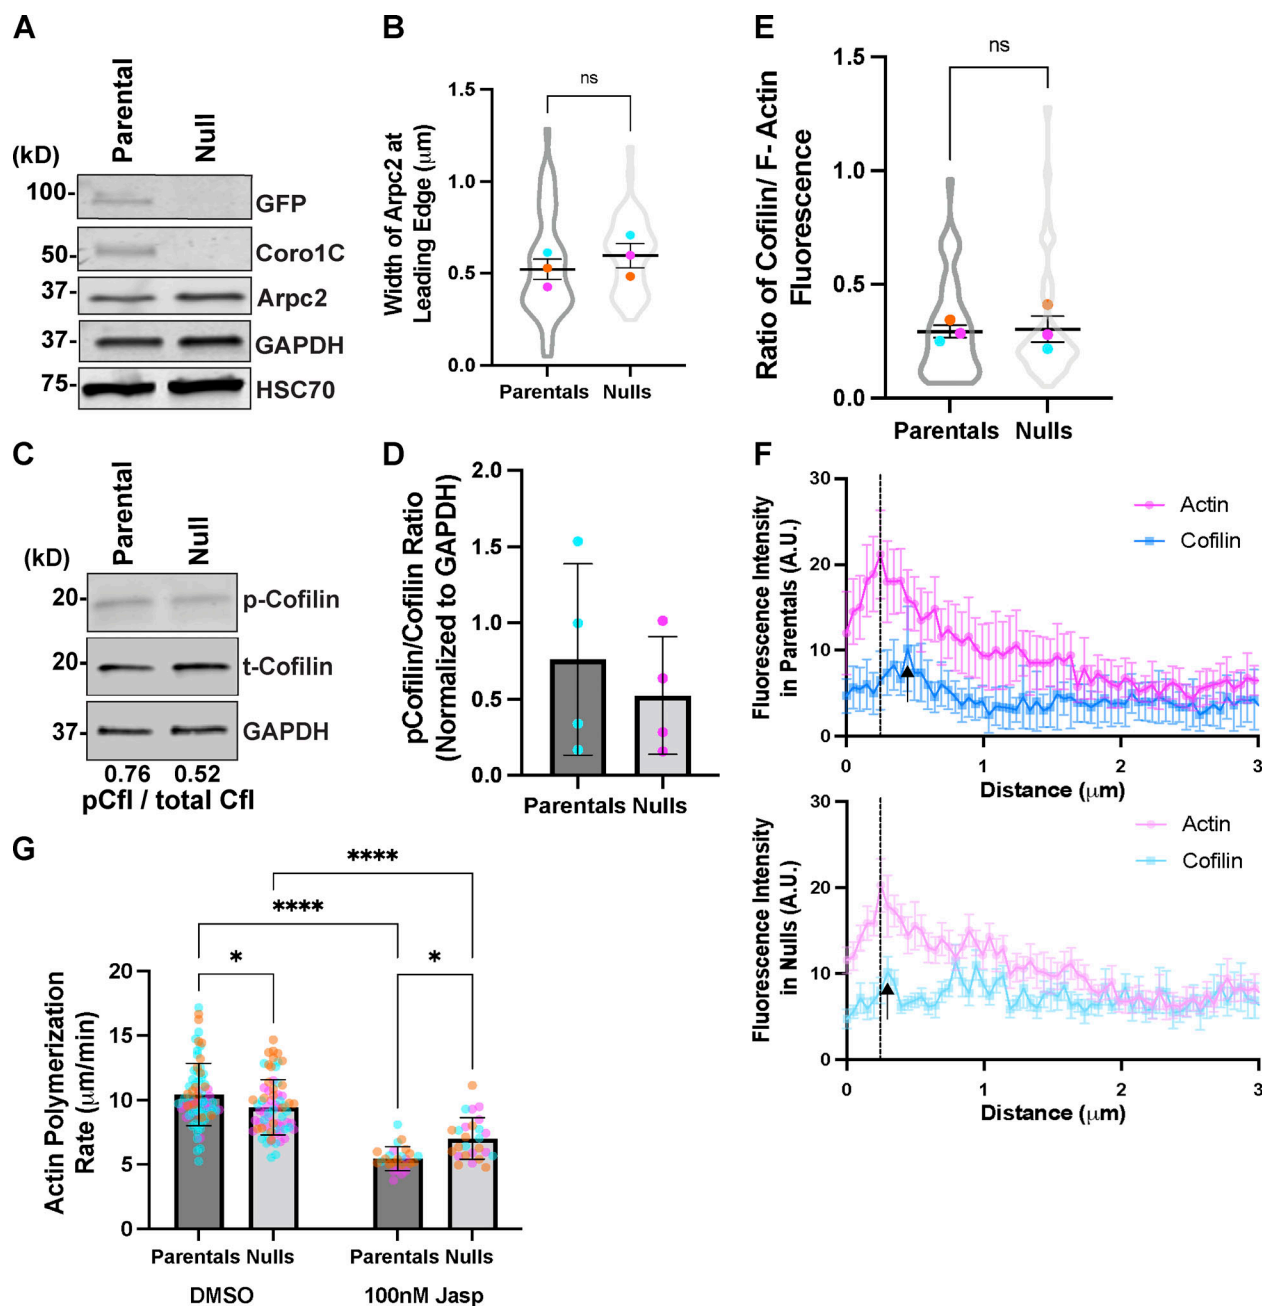 A
Parental
Null
(kD)
100-
GFP
50-
Coro1C
37-
Arpc2
37-
GAPDH
75-
HSC70
B
ns
Width of Arpc2 at
Leading Edge (μm)
1.5
1.0
0.5
0.0
Parentals Nulls
E
ns
Ratio of Cofilin/ F- Actin
Fluorescence
1.5
1.0
0.5
0.0
Parentals Nulls
C
Parental
Null
(kD)
20-
p-Cofilin
20-
t-Cofilin
37-
GAPDH
0.76 0.52
pCfl / total Cfl
D
pCofilin/Cofilin Ratio
(Normalized to GAPDH)
2.0
1.5
1.0
0.5
0.0
Parentals Nulls
F
Fluorescence Intensity
in Parentals (A.U.)
30
20
10
0
Actin
Cofilin
0 1 2 3
Distance (μm)
Fluorescence Intensity
in Nulls (A.U.)
30
20
10
0
Actin
Cofilin
0 1 2 3
Distance (μm)
G
****
****
* *
Actin Polymerization
Rate (μm/min)
20
15
10
5
0
Parentals Nulls Parentals Nulls
DMSO 100nM Jasp